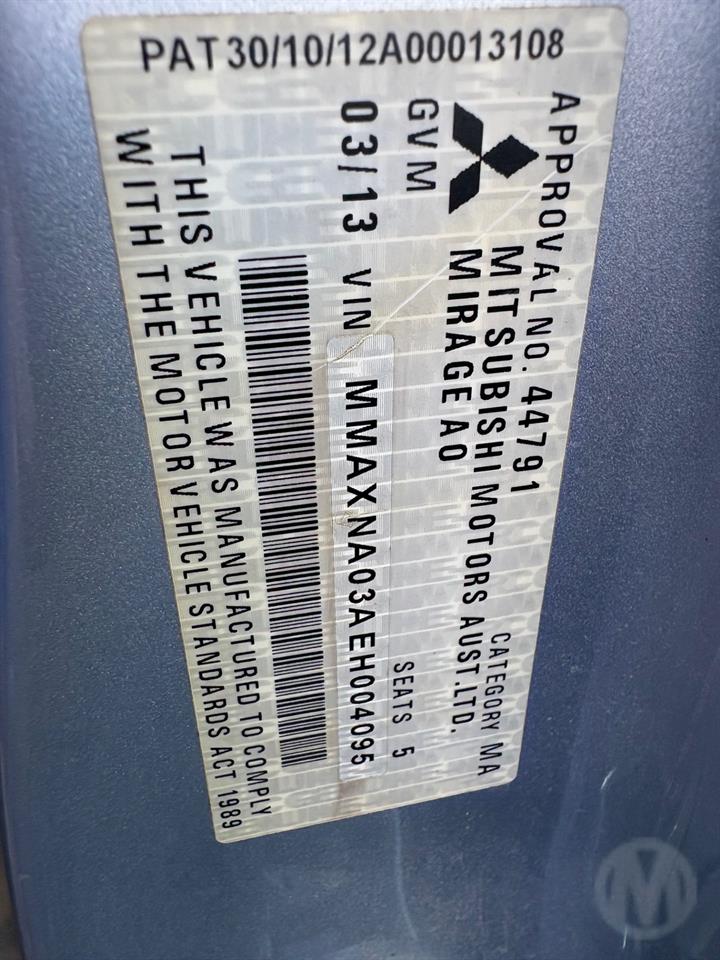 PAT30/10/12A00013108
APPROVAL NO. 44791 CATEGORY MA
MITSUBISHI MOTORS AUST.LTD.
MIRAGE AO
GVM SEATS 5
03/13 VIN MMAXNA03AEH004095
THIS VEHICLE WAS MANUFACTURED TO COMPLY
WITH THE MOTOR VEHICLE STANDARDS ACT 1989
M